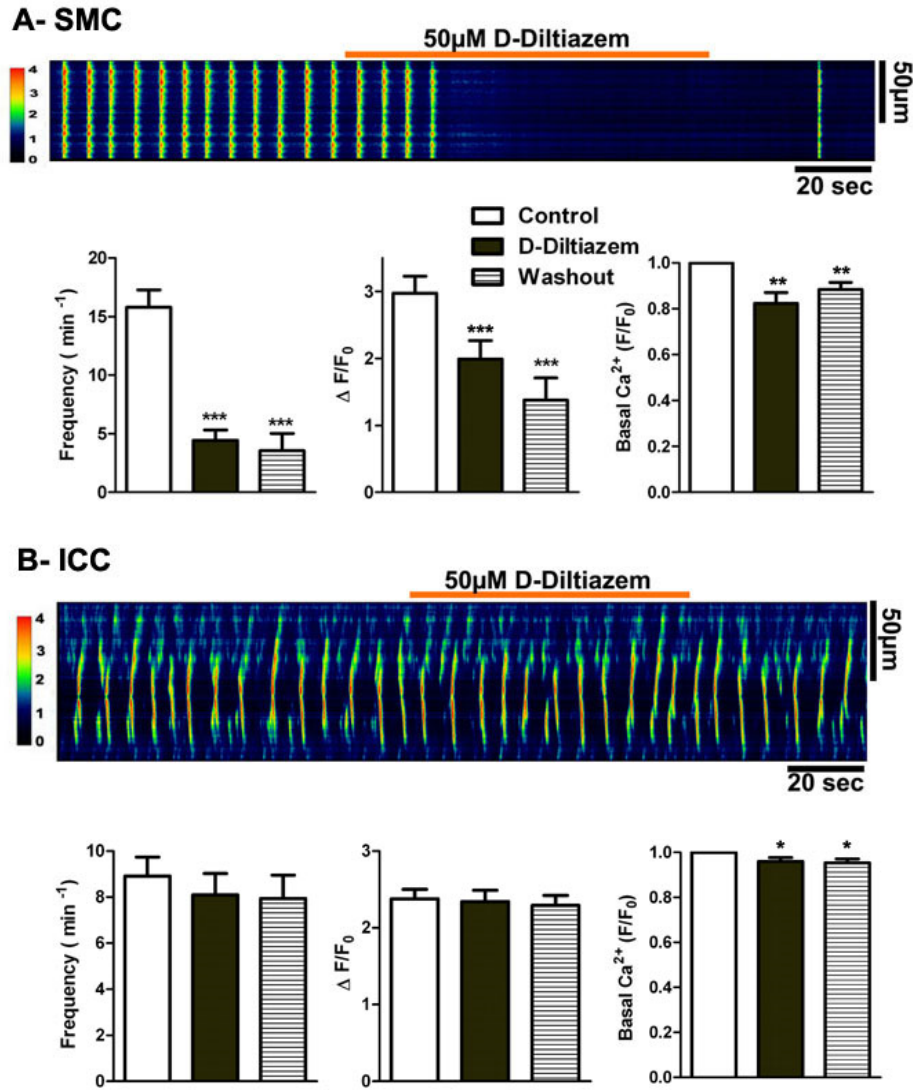 A- SMC
50µM D-Diltiazem
4
3
2
1
0
50µm
20 sec
Control
D-Diltiazem
Washout
Frequency ( min -1)
20
15
10
5
0
***
***
Δ F/F0
3
2
1
0
***
***
Basal Ca2+ (F/F0)
1.0
0.8
0.6
0.4
0.2
0.0
**
**
B- ICC
50µM D-Diltiazem
4
3
2
1
0
50µm
20 sec
Frequency ( min -1)
10
8
6
4
2
0
Δ F/F0
3
2
1
0
Basal Ca2+ (F/F0)
1.0
0.8
0.6
0.4
0.2
0.0
*
*